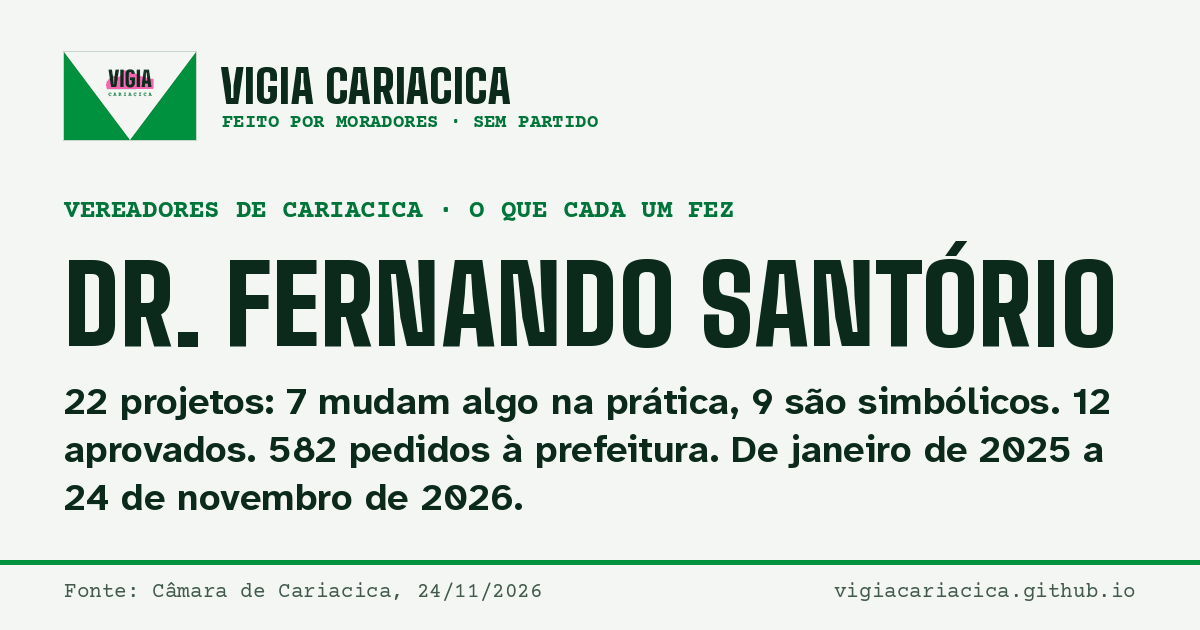 VIGIA
CARIACICA
VIGIA CARIACICA
FEITO POR MORADORES · SEM PARTIDO
VEREADORES DE CARIACICA · O QUE CADA UM FEZ
DR. FERNANDO SANTÓRIO
22 projetos: 7 mudam algo na prática, 9 são simbólicos. 12
aprovados. 582 pedidos à prefeitura. De janeiro de 2025 a
24 de novembro de 2026.
Fonte: Câmara de Cariacica, 24/11/2026
vigiacariacica.github.io